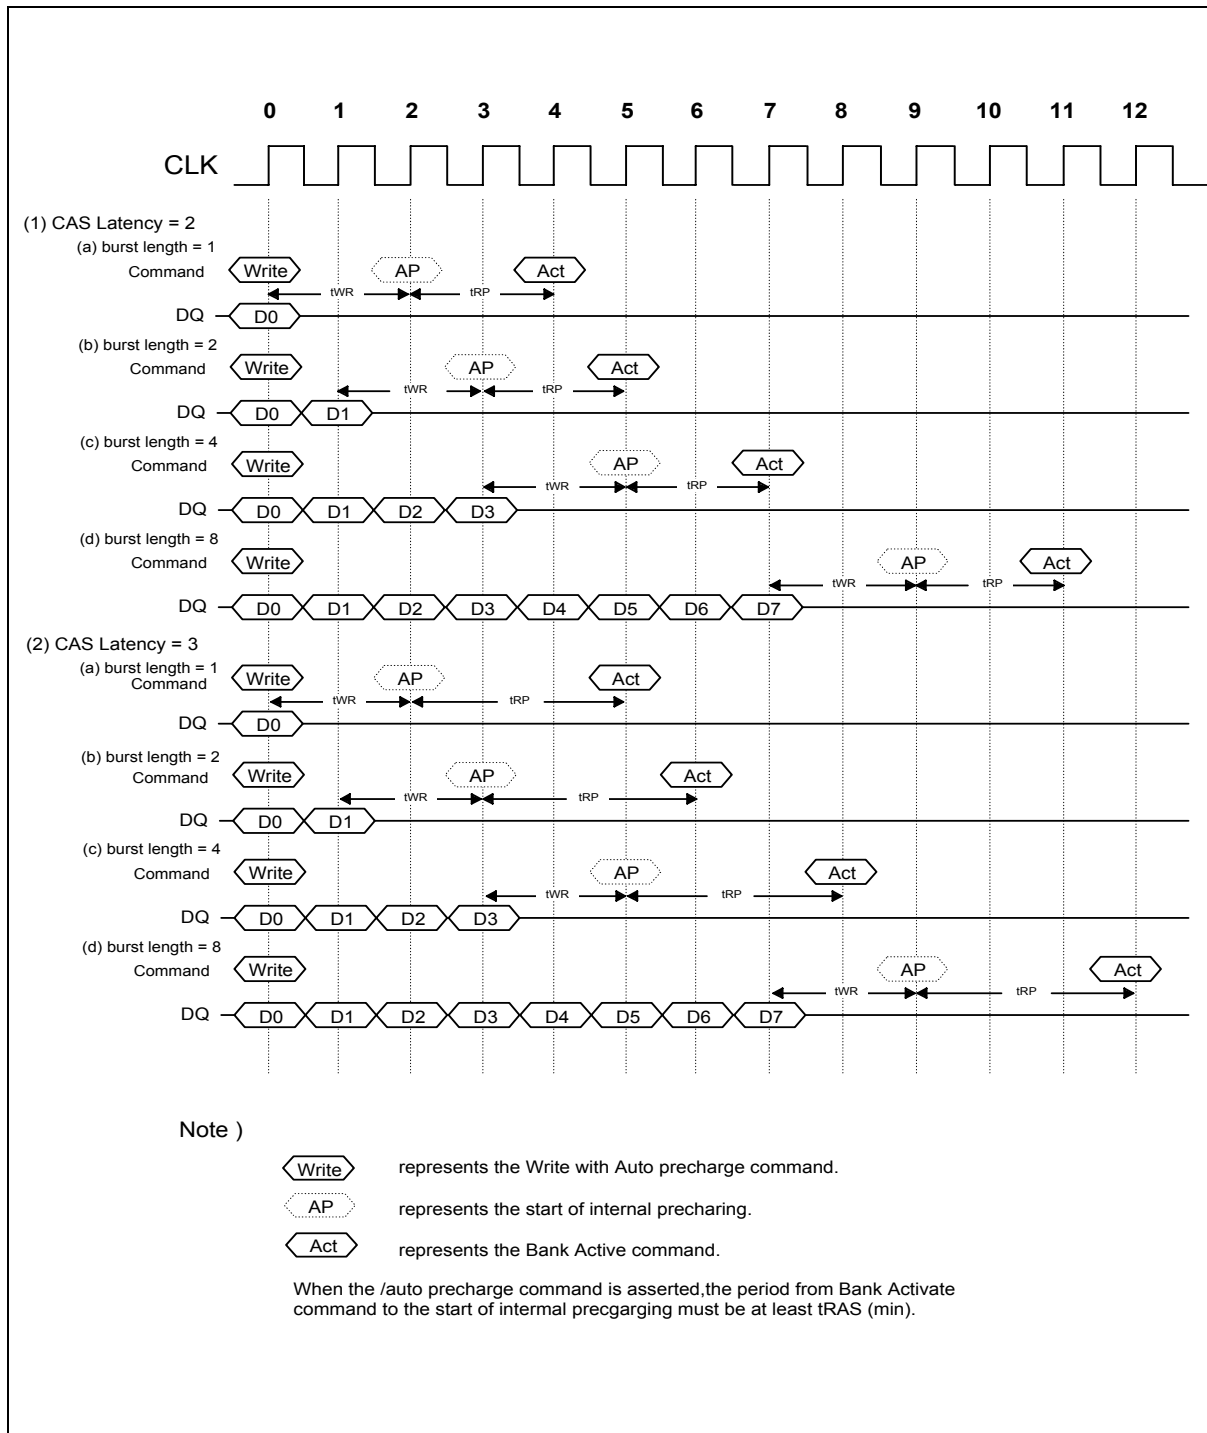 0 1 2 3 4 5 6 7 8 9 10 11 12
CLK
(1) CAS Latency = 2
(a) burst length = 1
Command Write AP Act
tWR tRP
DQ D0
(b) burst length = 2
Command Write AP Act
tWR tRP
DQ D0 D1
(c) burst length = 4
Command Write AP Act
tWR tRP
DQ D0 D1 D2 D3
(d) burst length = 8
Command Write AP Act
tWR tRP
DQ D0 D1 D2 D3 D4 D5 D6 D7
(2) CAS Latency = 3
(a) burst length = 1
Command Write AP Act
tWR tRP
DQ D0
(b) burst length = 2
Command Write AP Act
tWR tRP
DQ D0 D1
(c) burst length = 4
Command Write AP Act
tWR tRP
DQ D0 D1 D2 D3
(d) burst length = 8
Command Write AP Act
tWR tRP
DQ D0 D1 D2 D3 D4 D5 D6 D7
Note )
Write represents the Write with Auto precharge command.
AP represents the start of internal precharing.
Act represents the Bank Active command.
When the /auto precharge command is asserted,the period from Bank Activate
command to the start of intermal precgarging must be at least tRAS (min).